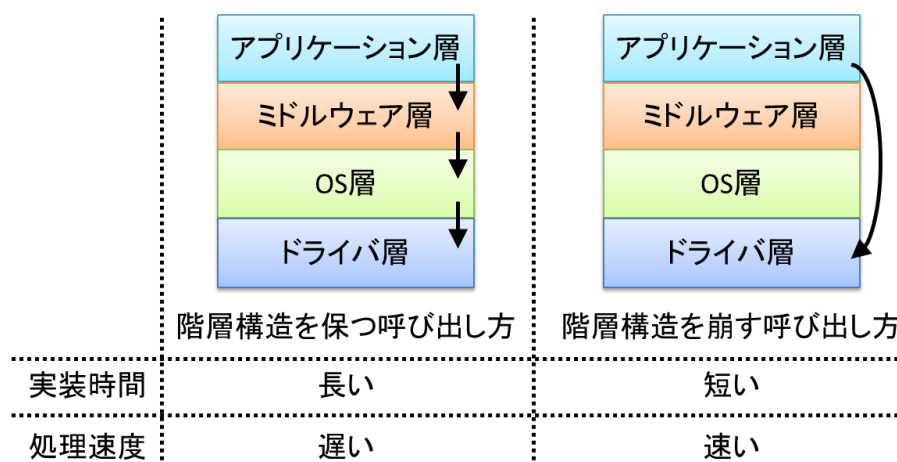 アプリケーション層
ミドルウェア層
OS層
ドライバ層
階層構造を保つ呼び出し方
アプリケーション層
ミドルウェア層
OS層
ドライバ層
階層構造を崩す呼び出し方
実装時間 長い 短い
処理速度 遅い 速い